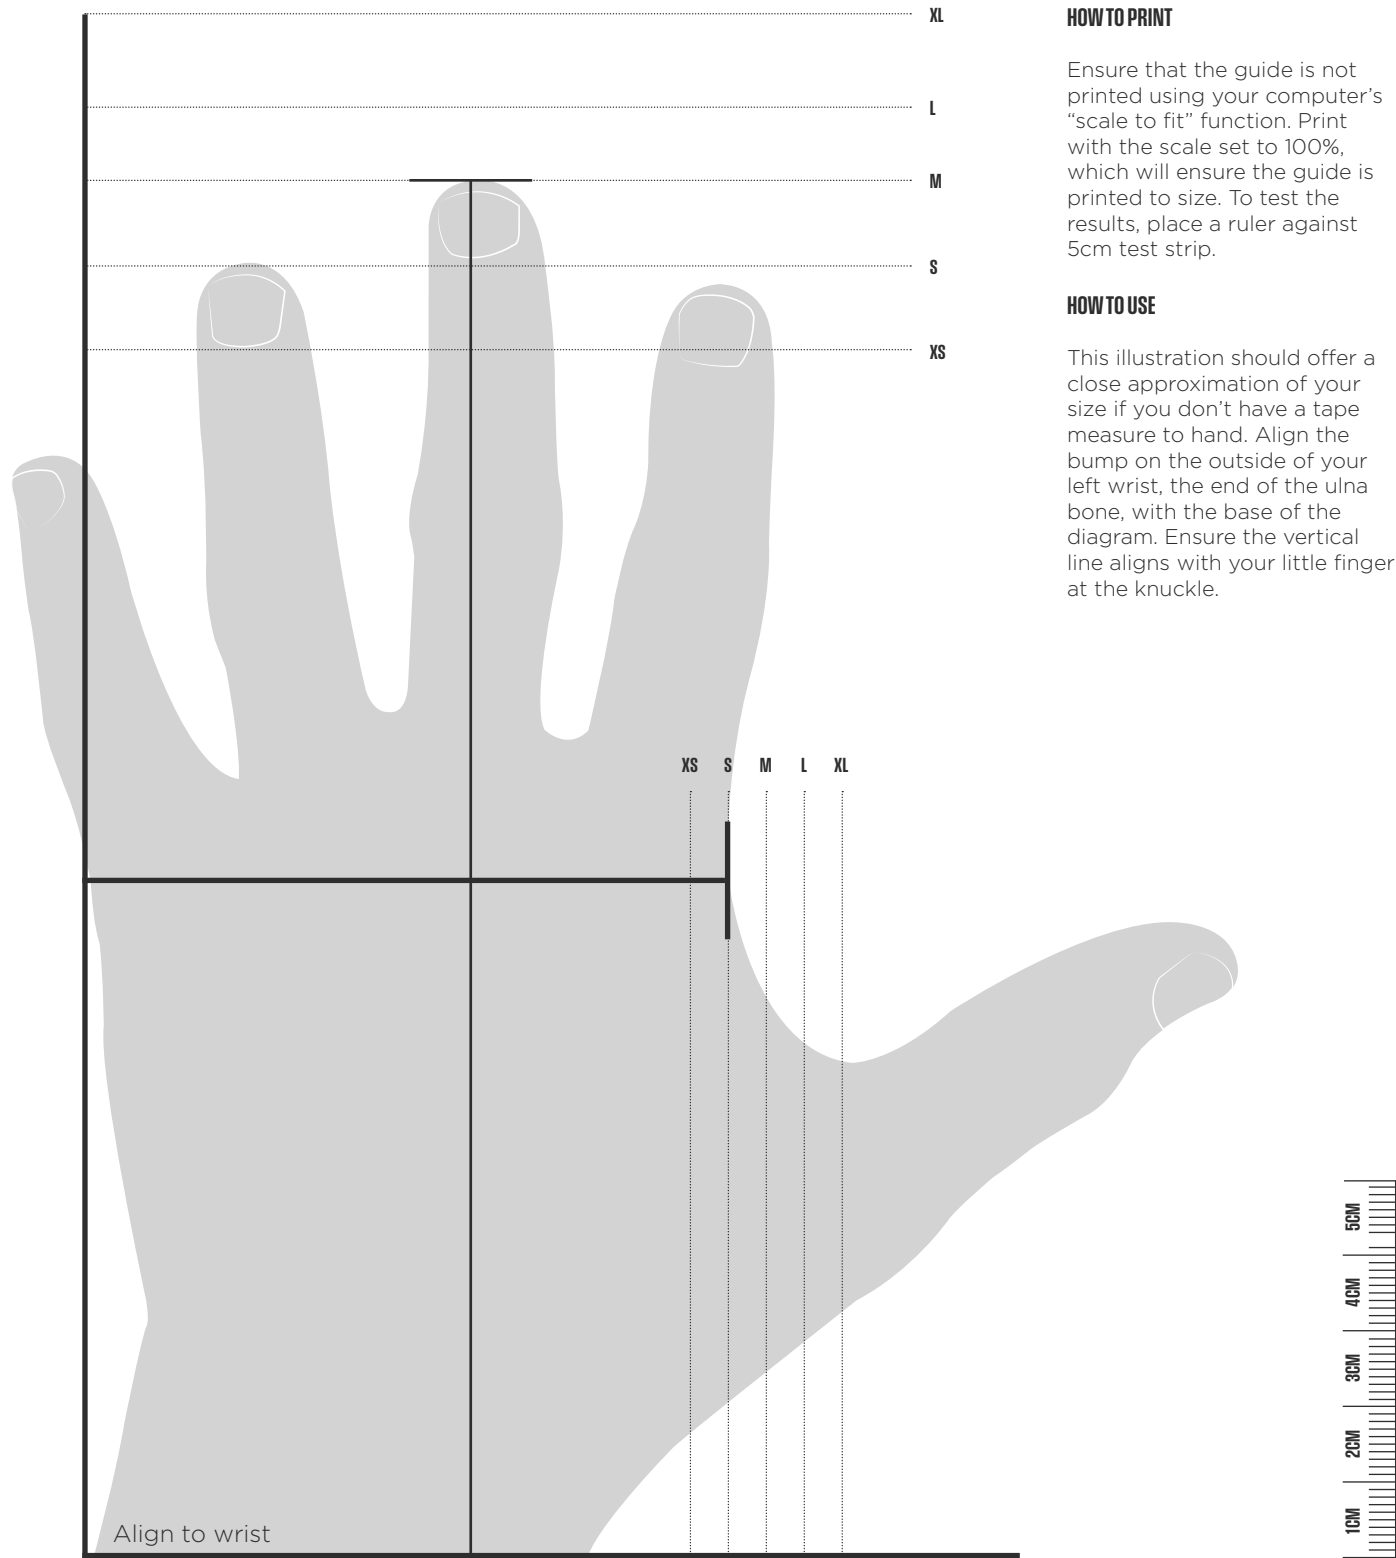 XL
L
M
S
XS
XS S M L XL
Align to wrist
HOW TO PRINT
Ensure that the guide is not
printed using your computer’s
“scale to fit” function. Print
with the scale set to 100%,
which will ensure the guide is
printed to size. To test the
results, place a ruler against
5cm test strip.
HOW TO USE
This illustration should offer a
close approximation of your
size if you don’t have a tape
measure to hand. Align the
bump on the outside of your
left wrist, the end of the ulna
bone, with the base of the
diagram. Ensure the vertical
line aligns with your little finger
at the knuckle.
5CM
4CM
3CM
2CM
1CM